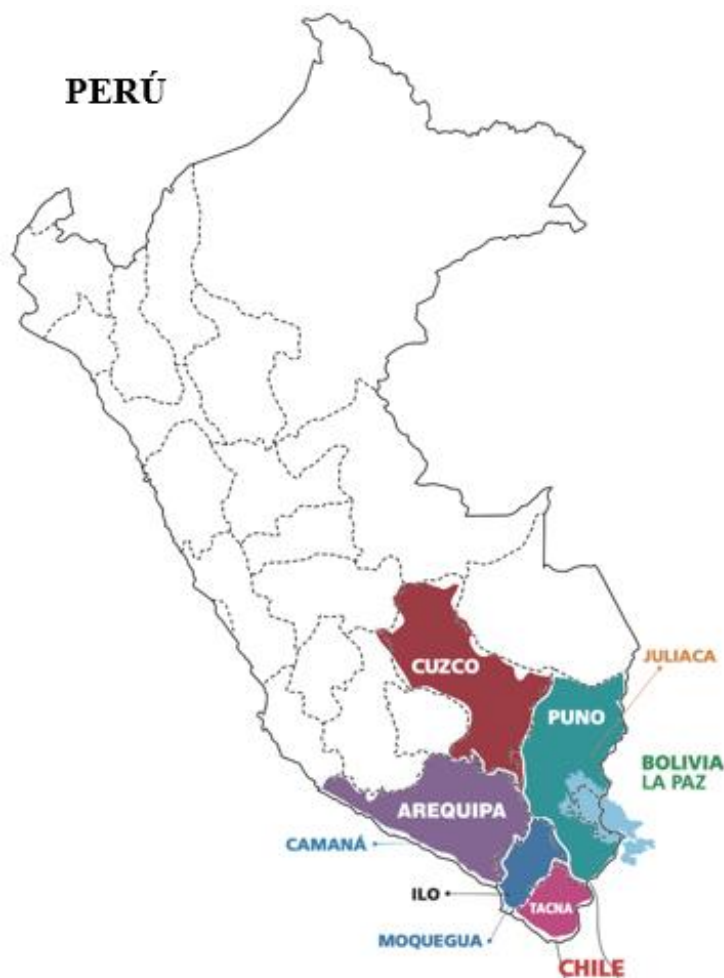 PERÚ
CUZCO
JULIACA
PUNO
BOLIVIA
LA PAZ
AREQUIPA
CAMANÁ
ILO
TACNA
MOQUEGUA
CHILE